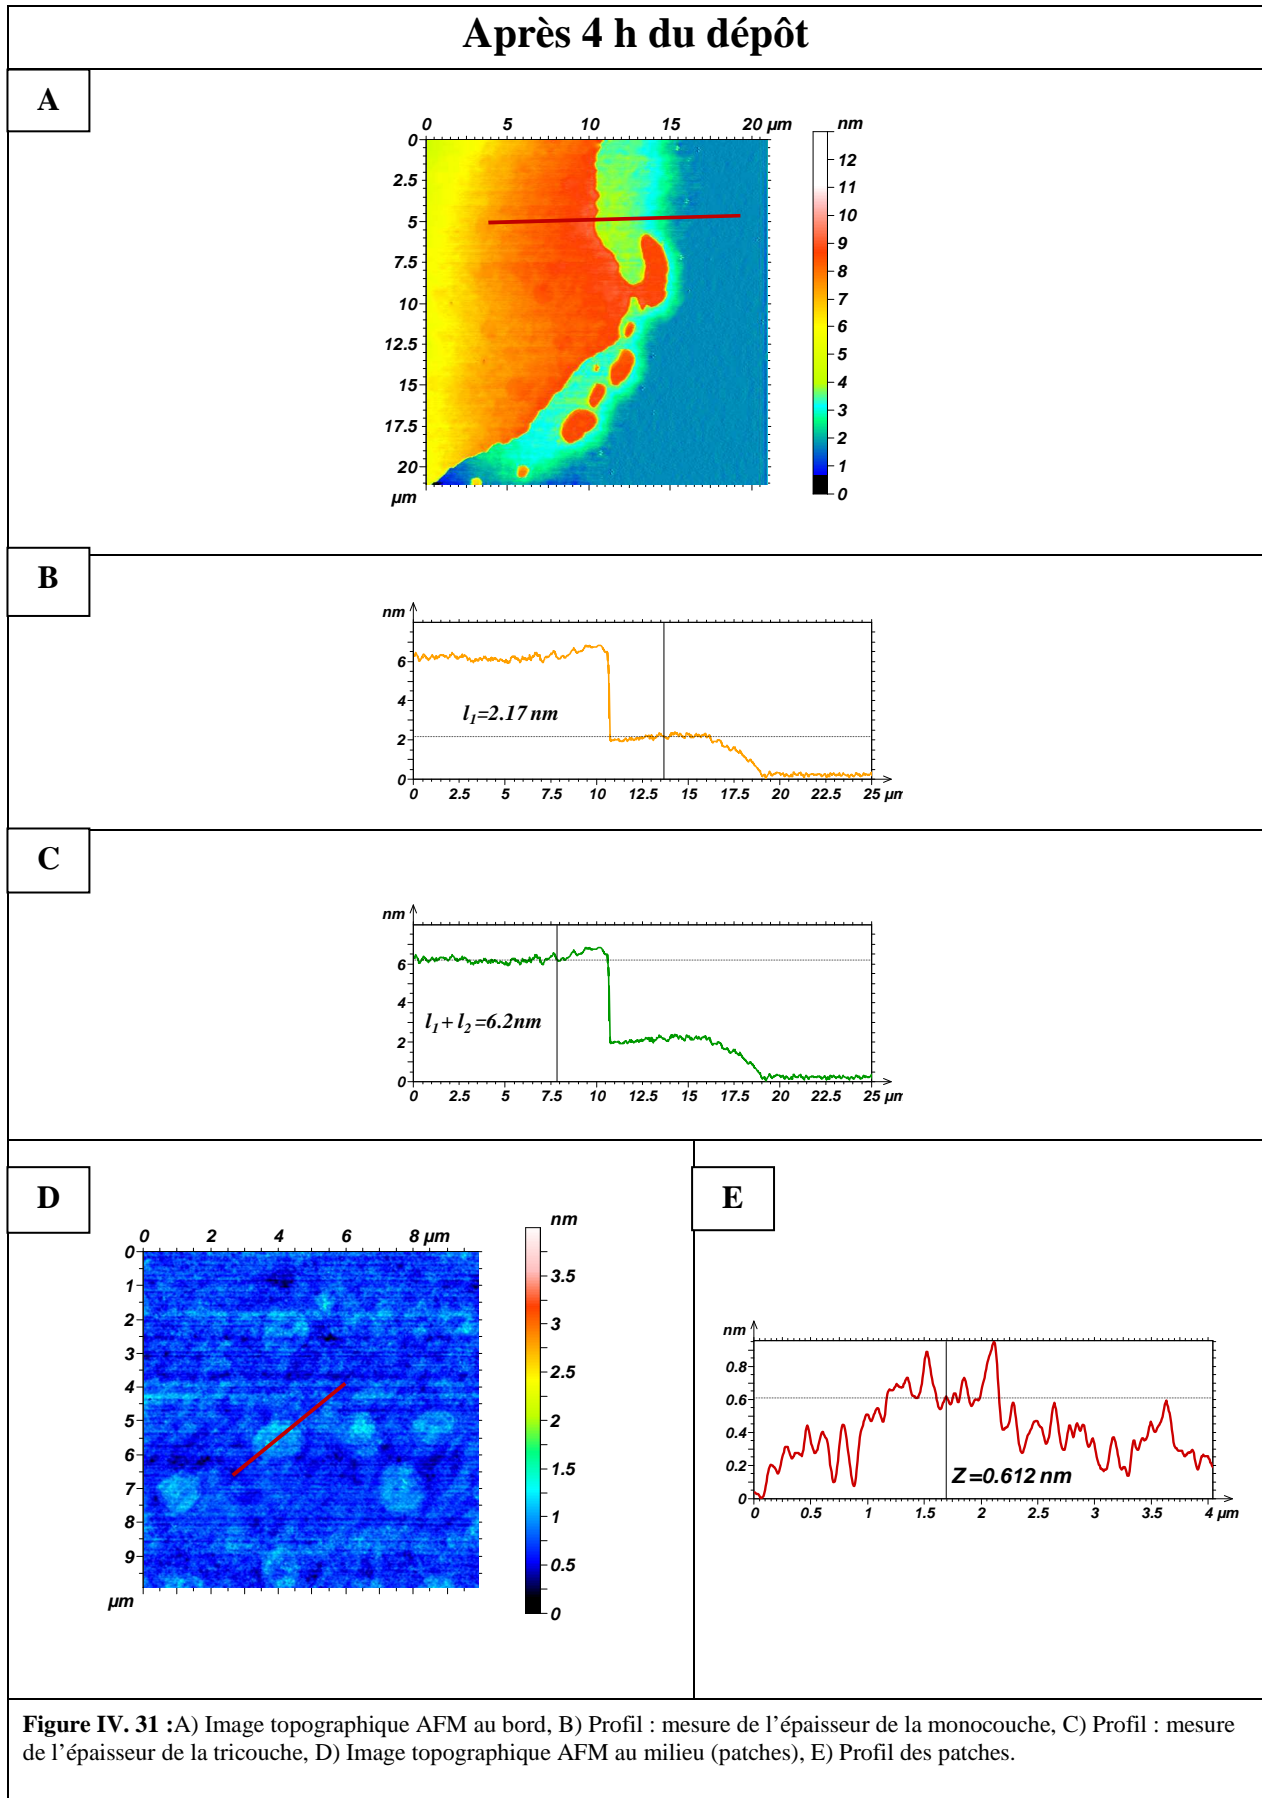 Après 4 h du dépôt
A
0 5 10 15 20 µm nm
0
2.5
5
7.5
10
12.5
15
17.5
20
µm
12
11
10
9
8
7
6
5
4
3
2
1
0
B
nm
6
4
2
0
l1=2.17 nm
0 2.5 5 7.5 10 12.5 15 17.5 20 22.5 25 µm
C
nm
6
4
2
0
l1+ l2=6.2nm
0 2.5 5 7.5 10 12.5 15 17.5 20 22.5 25 µm
D
0 2 4 6 8 µm nm
0
1
2
3
4
5
6
7
8
9
µm
3.5
3
2.5
2
1.5
1
0.5
0
E
nm
0.8
0.6
0.4
0.2
0
Z=0.612 nm
0 0.5 1 1.5 2 2.5 3 3.5 4 µm
Figure IV. 31 :A) Image topographique AFM au bord, B) Profil : mesure de l’épaisseur de la monocouche, C) Profil : mesure
de l’épaisseur de la tricouche, D) Image topographique AFM au milieu (patches), E) Profil des patches.